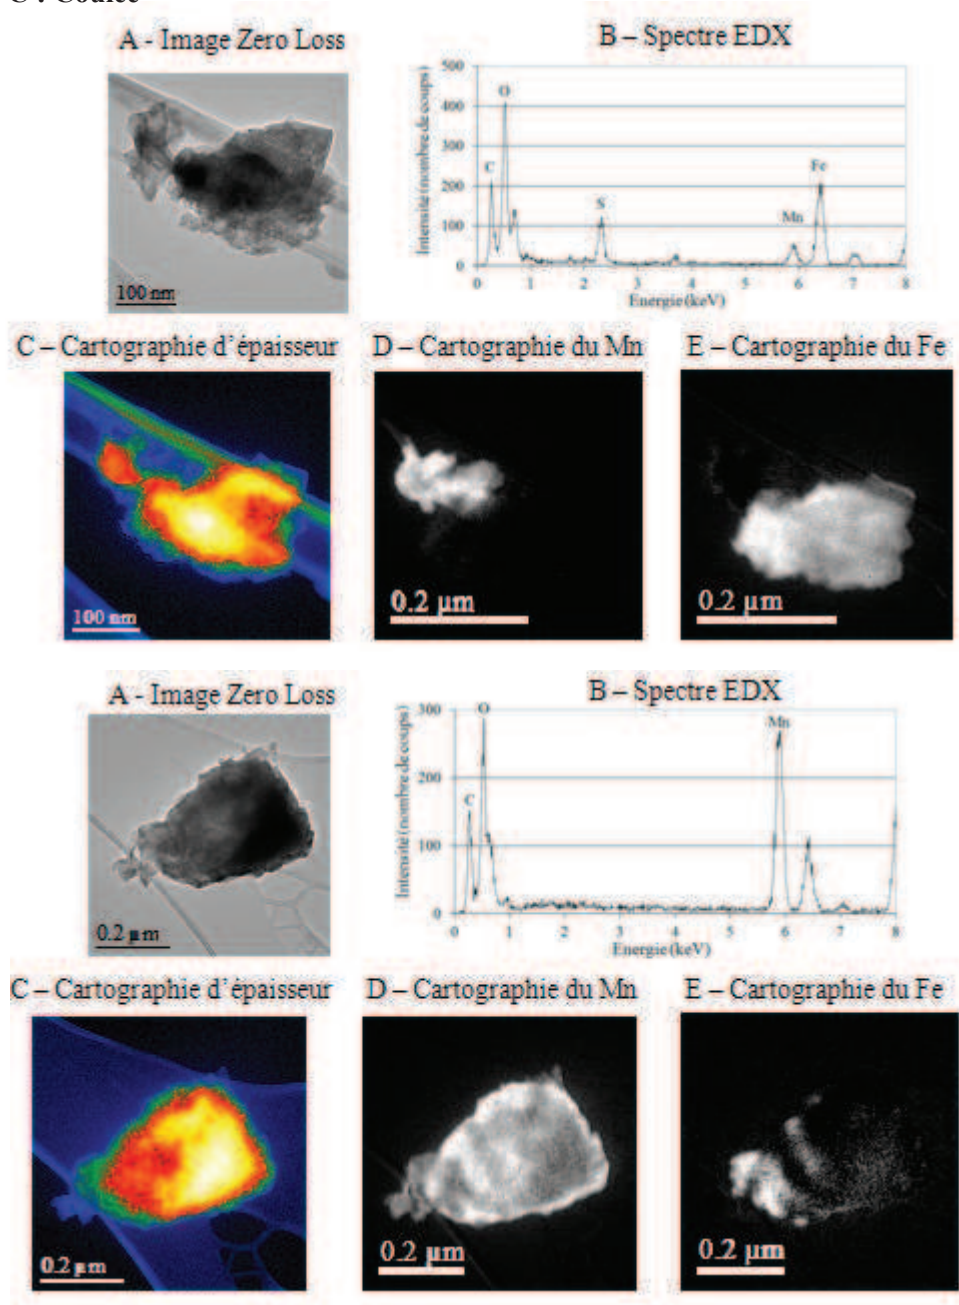 A - Image Zero Loss
B – Spectre EDX
Intensité (nombre de coups)
500
400
300
200
100
0
C
O
S
Mn
Fe
0 1 2 3 4 5 6 7 8
Energie (keV)
100 nm
C – Cartographie d'épaisseur
D – Cartographie du Mn
E – Cartographie du Fe
100 nm
0.2 µm
0.2 µm
A - Image Zero Loss
B – Spectre EDX
Intensité (nombre de coups)
300
200
100
0
C
O
Mn
0 1 2 3 4 5 6 7 8
Energie (keV)
0.2 µm
C – Cartographie d'épaisseur
D – Cartographie du Mn
E – Cartographie du Fe
0.2 µm
0.2 µm
0.2 µm